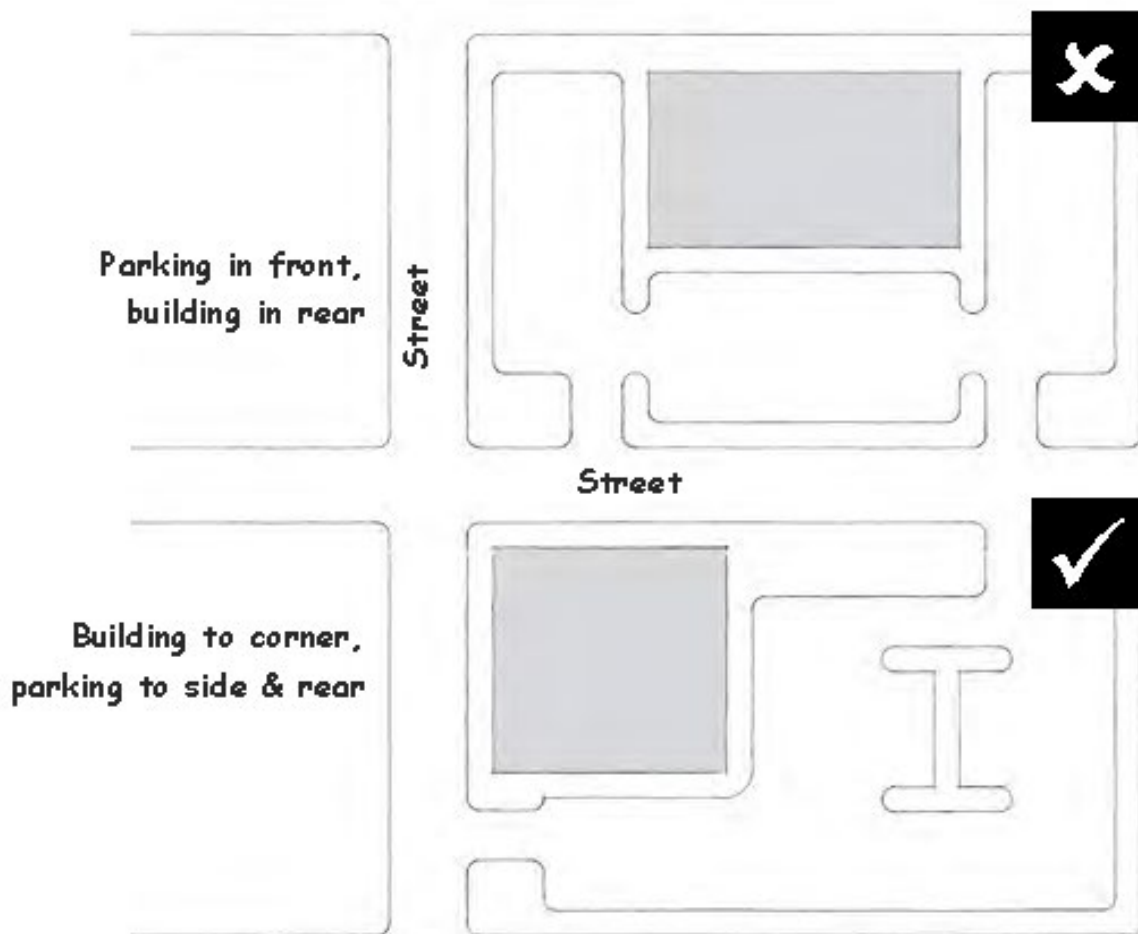 Parking in front,
building in rear
Street
Street
Building to corner,
parking to side & rear